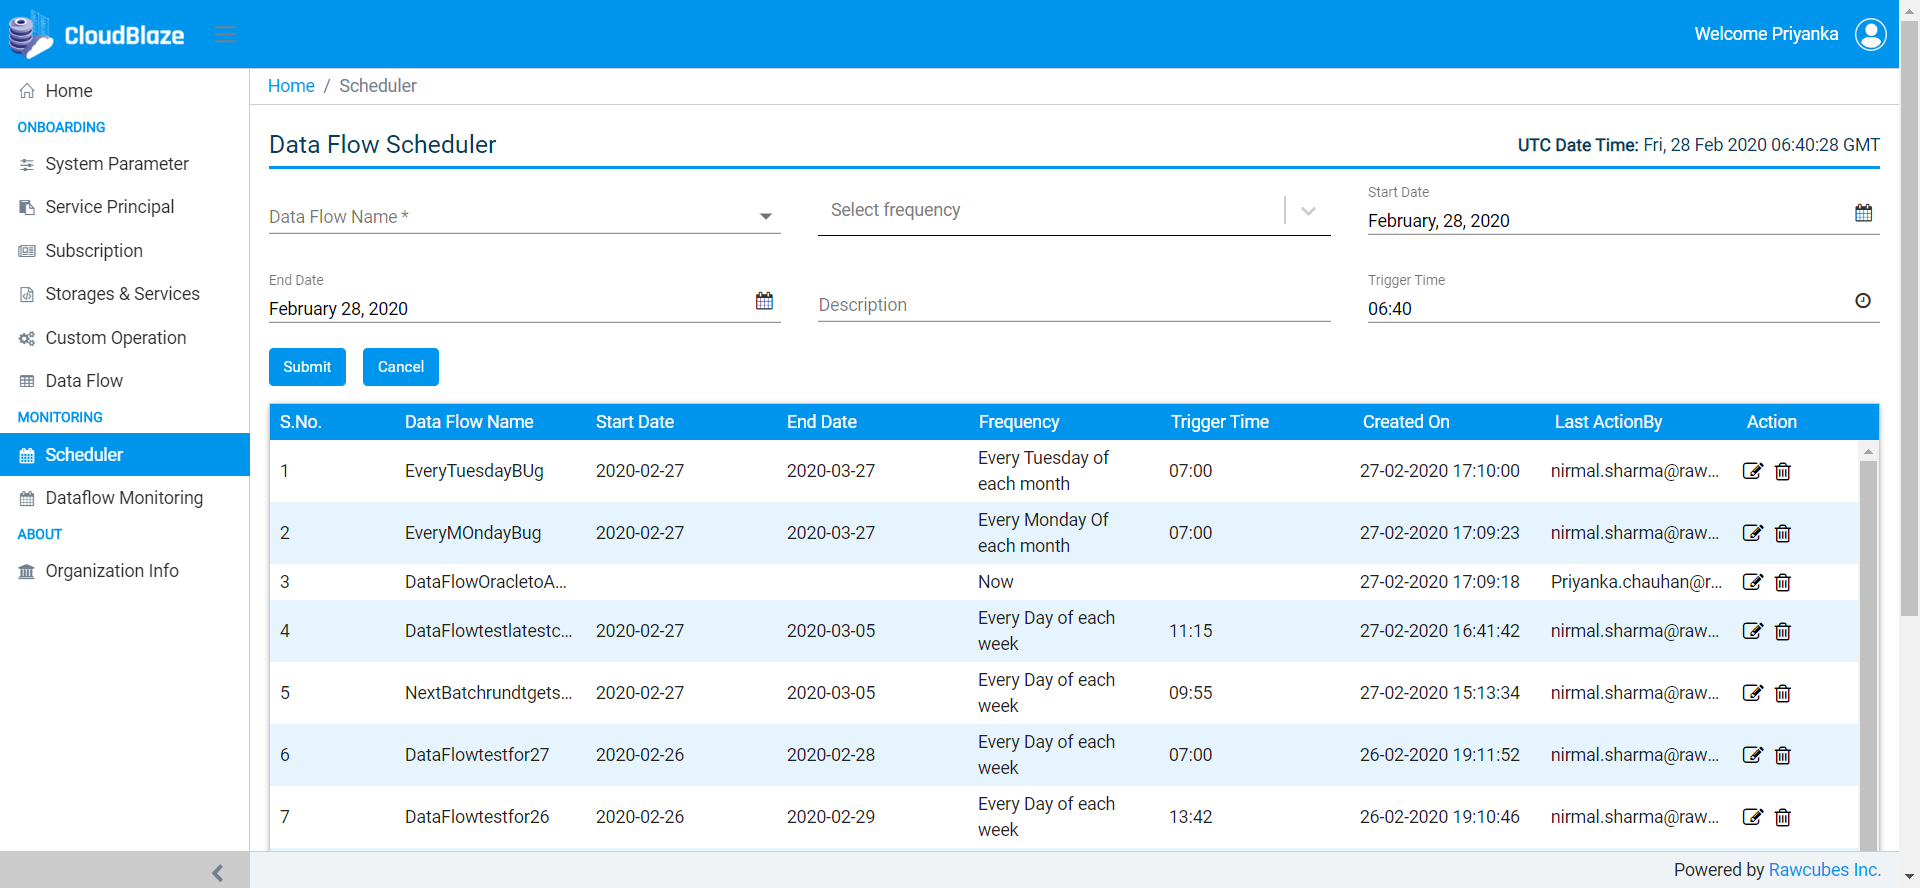 CloudBlaze
Welcome Priyanka
Home
ONBOARDING
System Parameter
Service Principal
Subscription
Storages & Services
Custom Operation
Data Flow
MONITORING
Scheduler
Dataflow Monitoring
ABOUT
Organization Info
Home / Scheduler
Data Flow Scheduler
UTC Date Time: Fri, 28 Feb 2020 06:40:28 GMT
Data Flow Name *
Select frequency
Start Date
February, 28, 2020
End Date
February 28, 2020
Description
Trigger Time
06:40
Submit Cancel
S.No. Data Flow Name Start Date End Date Frequency Trigger Time Created On Last ActionBy Action
1 EveryTuesdayBUg 2020-02-27 2020-03-27 Every Tuesday of each month 07:00 27-02-2020 17:10:00 nirmal.sharma@raw...
2 EveryMOndayBug 2020-02-27 2020-03-27 Every Monday Of each month 07:00 27-02-2020 17:09:23 nirmal.sharma@raw...
3 DataFlowOracletoA... Now 27-02-2020 17:09:18 Priyanka.chauhan@r...
4 DataFlowtestlatestc... 2020-02-27 2020-03-05 Every Day of each week 11:15 27-02-2020 16:41:42 nirmal.sharma@raw...
5 NextBatchrundtgets... 2020-02-27 2020-03-05 Every Day of each week 09:55 27-02-2020 15:13:34 nirmal.sharma@raw...
6 DataFlowtestfor27 2020-02-26 2020-02-28 Every Day of each week 07:00 26-02-2020 19:11:52 nirmal.sharma@raw...
7 DataFlowtestfor26 2020-02-26 2020-02-29 Every Day of each week 13:42 26-02-2020 19:10:46 nirmal.sharma@raw...
Powered by Rawcubes Inc.